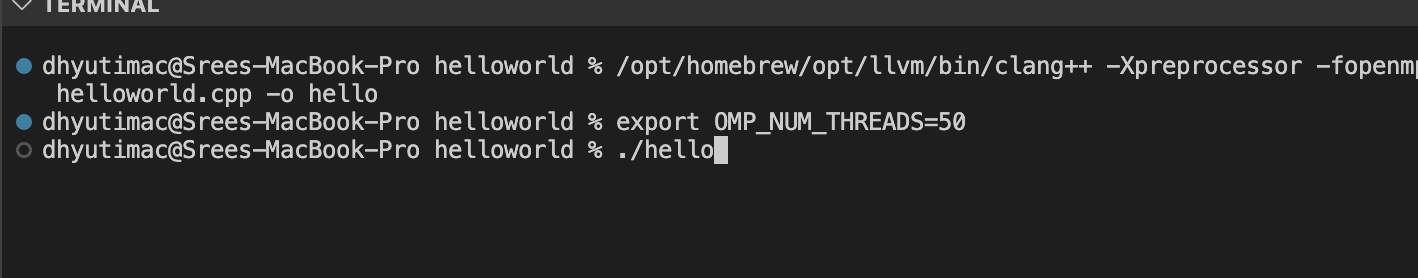 TERMINAL
dhyutimac@Srees-MacBook-Pro helloworld % /opt/homebrew/opt/llvm/bin/clang++ -Xpreprocessor -fopenmp
helloworld.cpp -o hello
dhyutimac@Srees-MacBook-Pro helloworld % export OMP_NUM_THREADS=50
dhyutimac@Srees-MacBook-Pro helloworld % ./hello